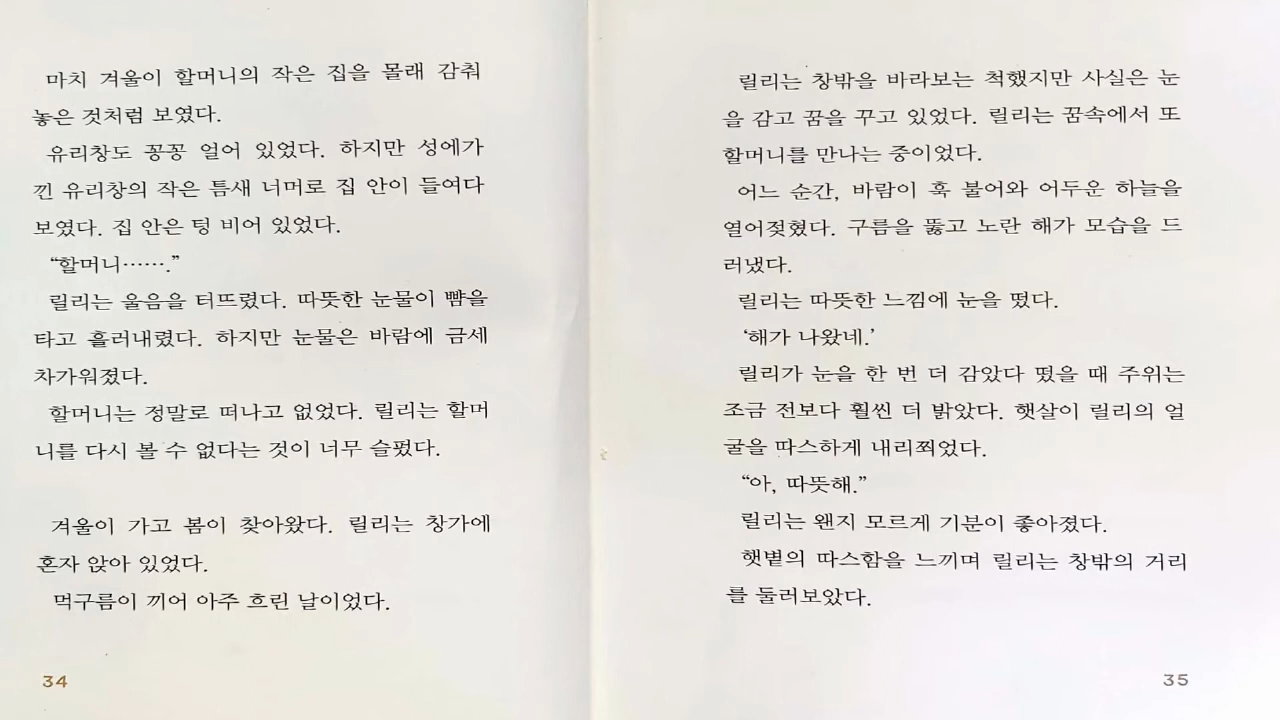 마치 겨울이 할머니의 작은 집을 몰래 감춰
놓은 것처럼 보였다.
유리창도 꽁꽁 얼어 있었다. 하지만 성에가
낀 유리창의 작은 틈새 너머로 집 안이 들여다
보였다. 집 안은 텅 비어 있었다.
“할머니…….”
릴리는 울음을 터뜨렸다. 따뜻한 눈물이 뺨을
타고 흘러내렸다. 하지만 눈물은 바람에 금세
차가워졌다.
할머니는 정말로 떠나고 없었다. 릴리는 할머
니를 다시 볼 수 없다는 것이 너무 슬펐다.
겨울이 가고 봄이 찾아왔다. 릴리는 창가에
혼자 앉아 있었다.
먹구름이 끼어 아주 흐린 날이었다.
34
릴리는 창밖을 바라보는 척했지만 사실은 눈
을 감고 꿈을 꾸고 있었다. 릴리는 꿈속에서 또
할머니를 만나는 중이었다.
어느 순간, 바람이 훅 불어와 어두운 하늘을
열어젖혔다. 구름을 뚫고 노란 해가 모습을 드
러냈다.
릴리는 따뜻한 느낌에 눈을 떴다.
‘해가 나왔네.’
릴리가 눈을 한 번 더 감았다 떴을 때 주위는
조금 전보다 훨씬 더 밝았다. 햇살이 릴리의 얼
굴을 따스하게 내리쬐었다.
“아, 따뜻해.”
릴리는 왠지 모르게 기분이 좋아졌다.
햇볕의 따스함을 느끼며 릴리는 창밖의 거리
를 둘러보았다.
35